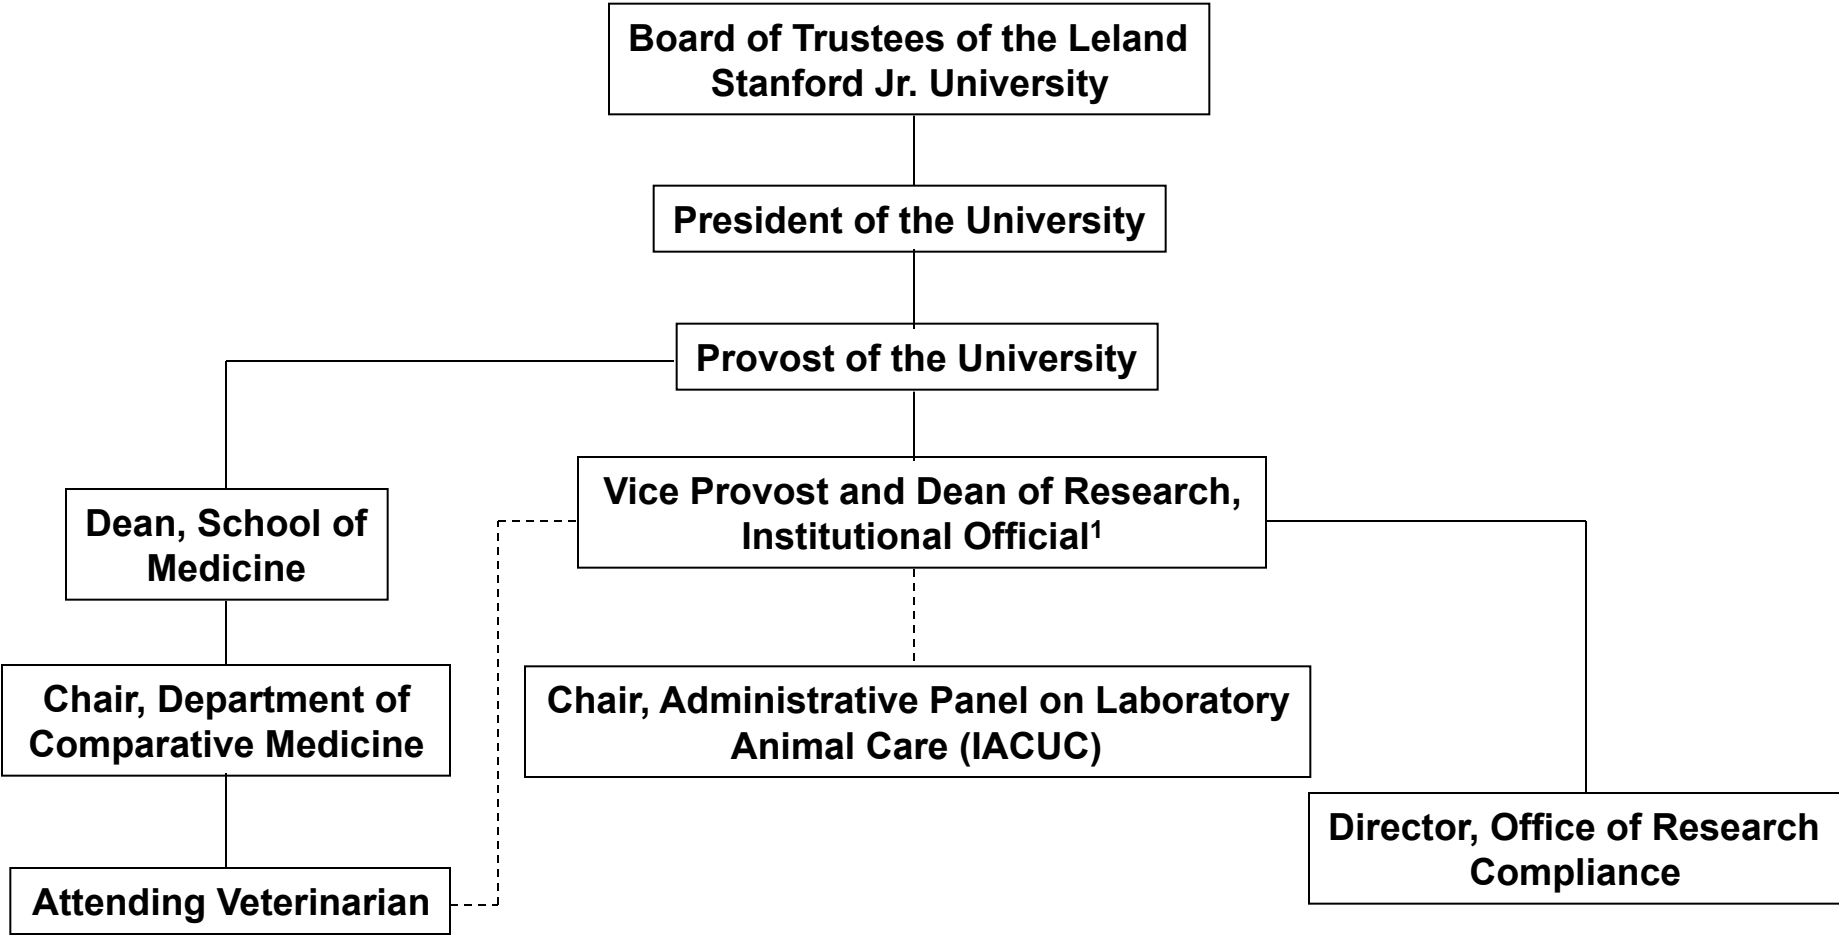 Board of Trustees of the Leland
Stanford Jr. University
President of the University
Provost of the University
Vice Provost and Dean of Research,
Institutional Official¹
Dean, School of
Medicine
Chair, Department of
Comparative Medicine
Chair, Administrative Panel on Laboratory
Animal Care (IACUC)
Director, Office of Research
Compliance
Attending Veterinarian